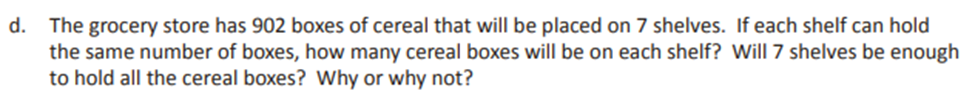 d. The grocery store has 902 boxes of cereal that will be placed on 7 shelves. If each shelf can hold
the same number of boxes, how many cereal boxes will be on each shelf? Will 7 shelves be enough
to hold all the cereal boxes? Why or why not?